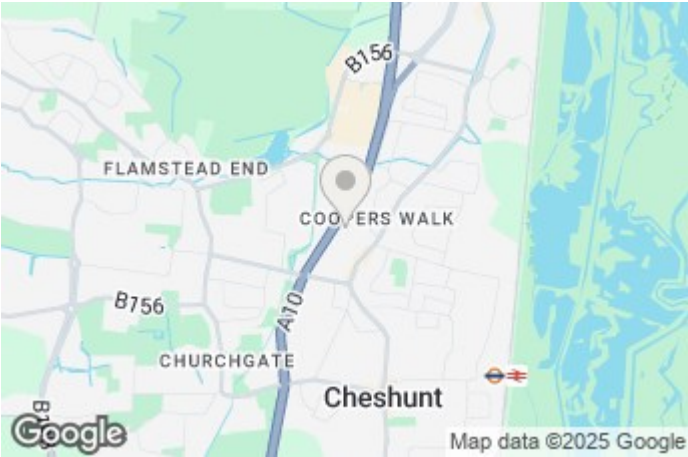 B156
FLAMSTEAD END
COOPERS WALK
B156
A10
CHURCHGATE
Cheshunt
Google
Map data ©2025 Google